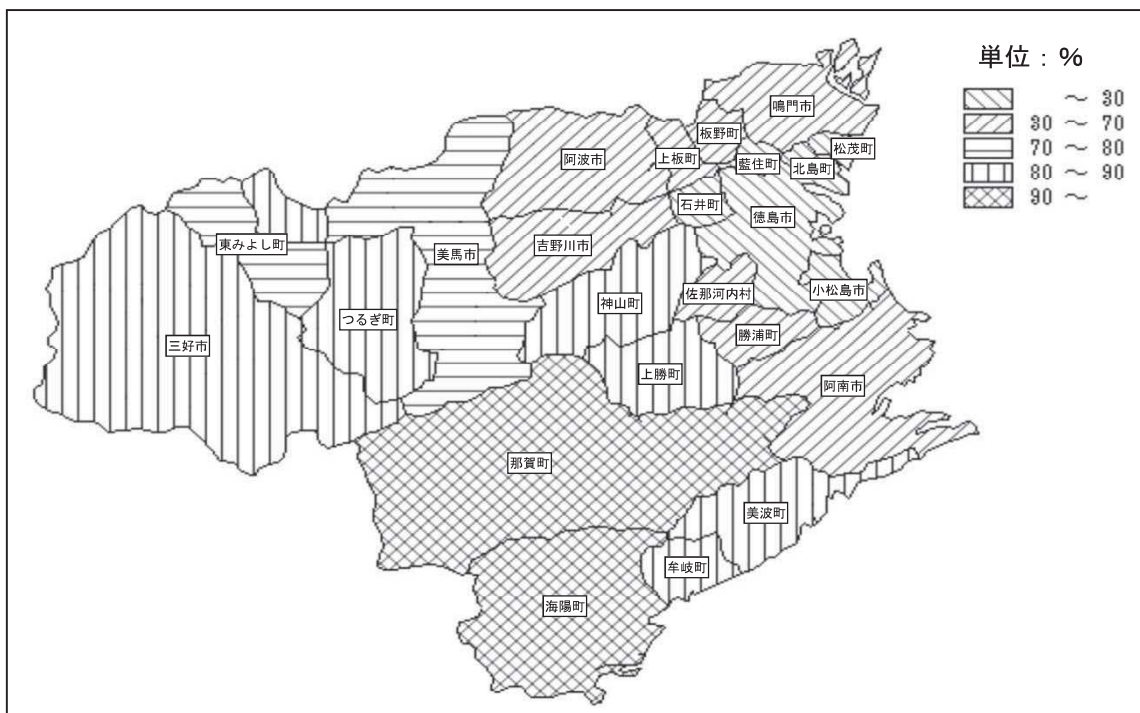 単位：%
～ 30
30 ～ 70
70 ～ 80
80 ～ 90
90 ～
鳴門市
板野町
松茂町
上板町
藍住町
北島町
阿波市
石井町
徳島市
東みよし町
美馬市
吉野川市
佐那河内村
小松島市
神山町
つるぎ町
勝浦町
三好市
上勝町
阿南市
那賀町
美波町
牟岐町
海陽町